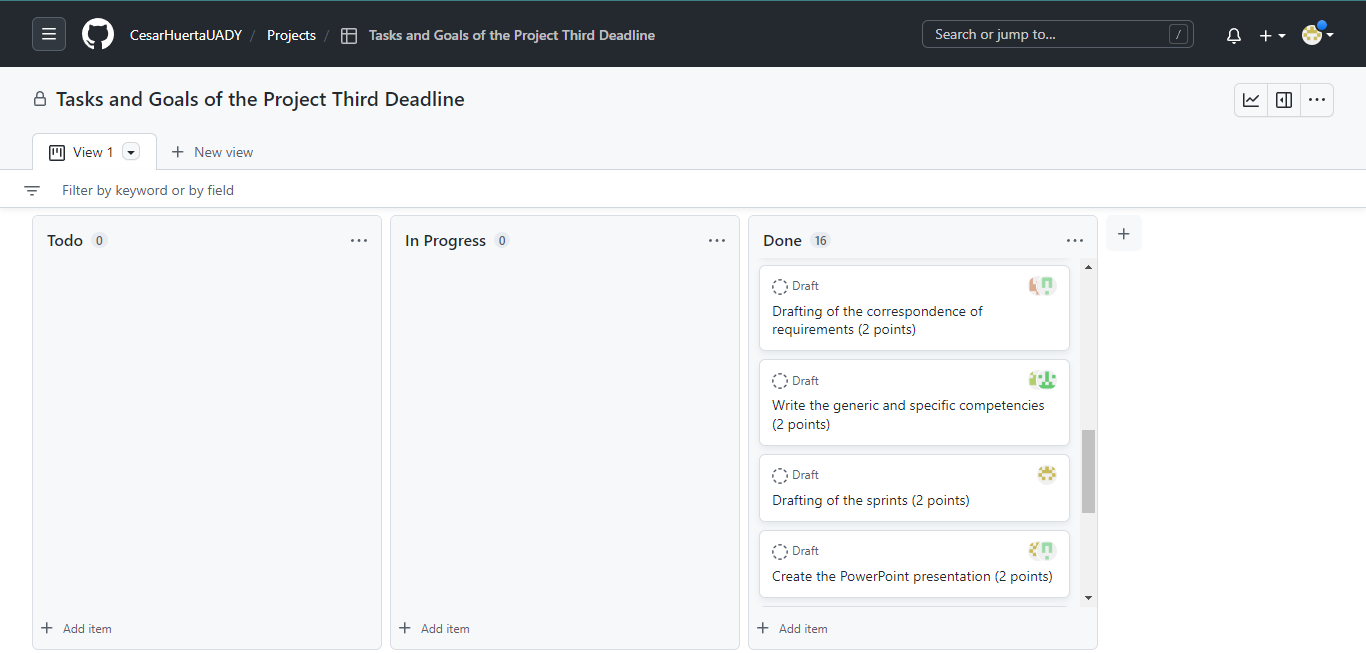 CesarHuertaUADY / Projects / Tasks and Goals of the Project Third Deadline
Search or jump to... /
Tasks and Goals of the Project Third Deadline
View 1
New view
Filter by keyword or by field
Todo 0
Add item
In Progress 0
Add item
Done 16
Draft
Drafting of the correspondence of
requirements (2 points)
Draft
Write the generic and specific competencies
(2 points)
Draft
Drafting of the sprints (2 points)
Draft
Create the PowerPoint presentation (2 points)
Add item